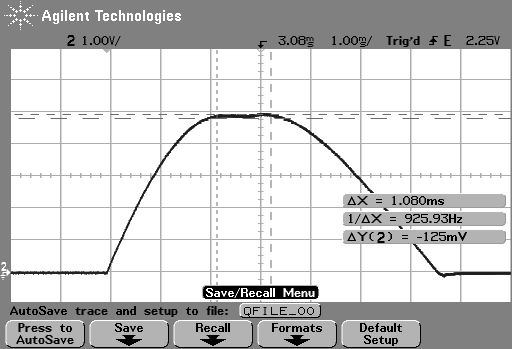 Agilent Technologies
2 1.00V/ 3.08ms 1.00ms/ Trig'd E 2.25V
ΔX = 1.080ms
1/ΔX = 925.93Hz
ΔY(2) = -125mV
2
Save/Recall Menu
AutoSave trace and setup to file: QFILE_00
Press to AutoSave
Save
Recall
Formats
Default Setup